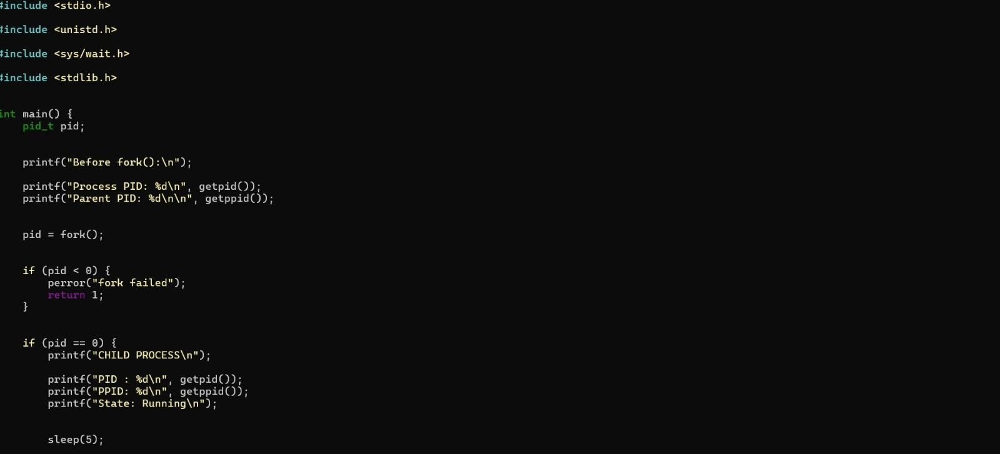 #include <stdio.h>
#include <unistd.h>
#include <sys/wait.h>
#include <stdlib.h>
int main() {
    pid_t pid;
    printf("Before fork():\n");
    printf("Process PID: %d\n", getpid());
    printf("Parent PID: %d\n\n", getppid());
    pid = fork();
    if (pid < 0) {
        perror("fork failed");
        return 1;
    }
    if (pid == 0) {
        printf("CHILD PROCESS\n");
        printf("PID : %d\n", getpid());
        printf("PPID: %d\n", getppid());
        printf("State: Running\n");
        sleep(5);